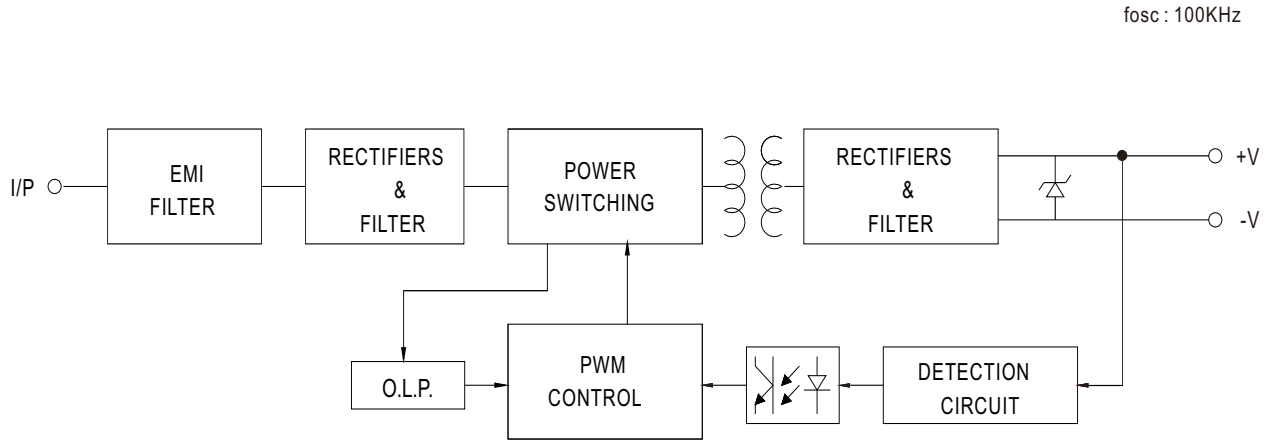 fosc : 100KHz
I/P
EMI
FILTER
RECTIFIERS
&
FILTER
POWER
SWITCHING
RECTIFIERS
&
FILTER
+V
-V
O.L.P.
PWM
CONTROL
DETECTION
CIRCUIT